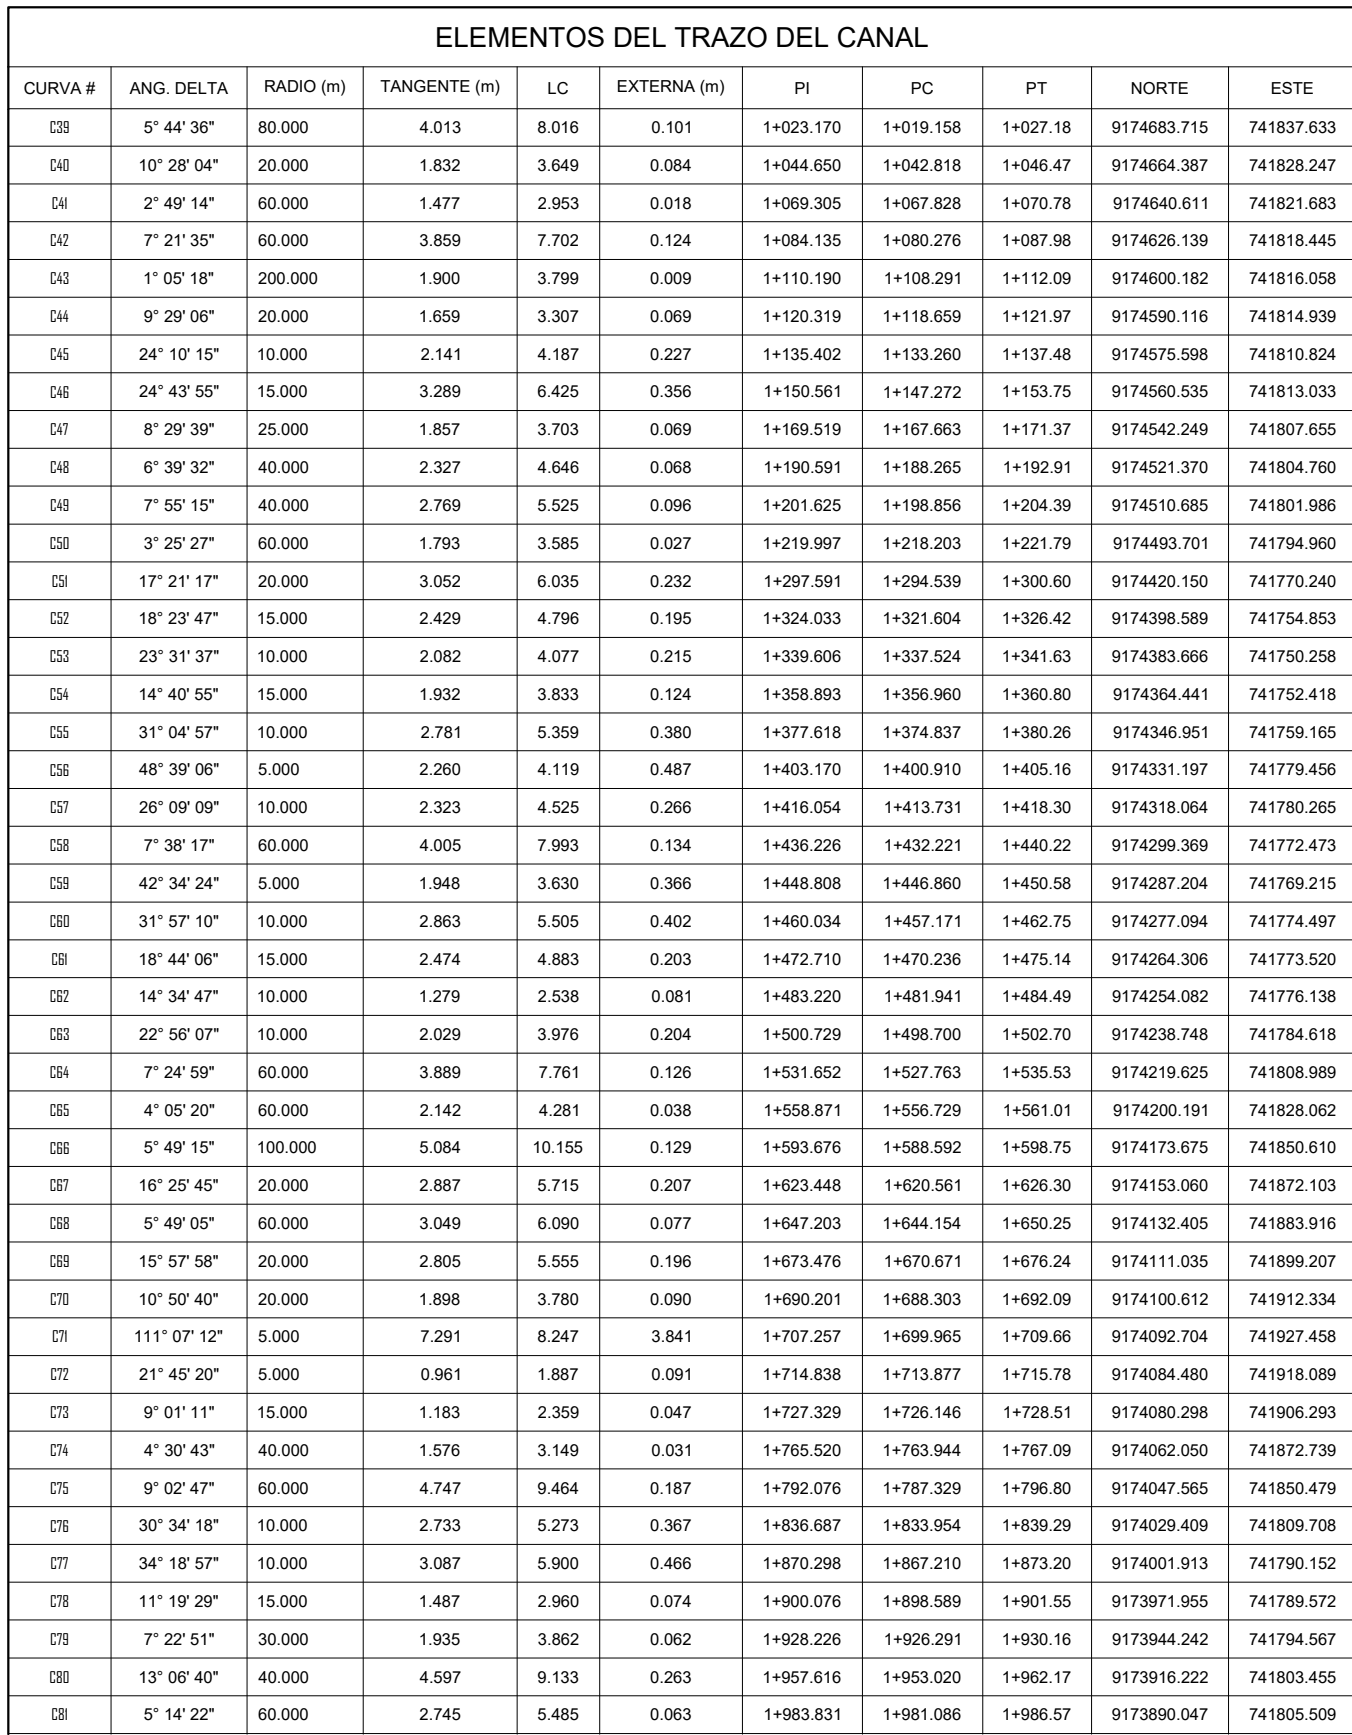 ELEMENTOS DEL TRAZO DEL CANAL
CURVA # ANG. DELTA RADIO (m) TANGENTE (m) LC EXTERNA (m) PI PC PT NORTE ESTE
C39 5° 44' 36" 80.000 4.013 8.016 0.101 1+023.170 1+019.158 1+027.18 9174683.715 741837.633
C40 10° 28' 04" 20.000 1.832 3.649 0.084 1+044.650 1+042.818 1+046.47 9174664.387 741828.247
C41 2° 49' 14" 60.000 1.477 2.953 0.018 1+069.305 1+067.828 1+070.78 9174640.611 741821.683
C42 7° 21' 35" 60.000 3.859 7.702 0.124 1+084.135 1+080.276 1+087.98 9174626.139 741818.445
C43 1° 05' 18" 200.000 1.900 3.799 0.009 1+110.190 1+108.291 1+112.09 9174600.182 741816.058
C44 9° 29' 06" 20.000 1.659 3.307 0.069 1+120.319 1+118.659 1+121.97 9174590.116 741814.939
C45 24° 10' 15" 10.000 2.141 4.187 0.227 1+135.402 1+133.260 1+137.48 9174575.598 741810.824
C46 24° 43' 55" 15.000 3.289 6.425 0.356 1+150.561 1+147.272 1+153.75 9174560.535 741813.033
C47 8° 29' 39" 25.000 1.857 3.703 0.069 1+169.519 1+167.663 1+171.37 9174542.249 741807.655
C48 6° 39' 32" 40.000 2.327 4.646 0.068 1+190.591 1+188.265 1+192.91 9174521.370 741804.760
C49 7° 55' 15" 40.000 2.769 5.525 0.096 1+201.625 1+198.856 1+204.39 9174510.685 741801.986
C50 3° 25' 27" 60.000 1.793 3.585 0.027 1+219.997 1+218.203 1+221.79 9174493.701 741794.960
C51 17° 21' 17" 20.000 3.052 6.035 0.232 1+297.591 1+294.539 1+300.60 9174420.150 741770.240
C52 18° 23' 47" 15.000 2.429 4.796 0.195 1+324.033 1+321.604 1+326.42 9174398.589 741754.853
C53 23° 31' 37" 10.000 2.082 4.077 0.215 1+339.606 1+337.524 1+341.63 9174383.666 741750.258
C54 14° 40' 55" 15.000 1.932 3.833 0.124 1+358.893 1+356.960 1+360.80 9174364.441 741752.418
C55 31° 04' 57" 10.000 2.781 5.359 0.380 1+377.618 1+374.837 1+380.26 9174346.951 741759.165
C56 48° 39' 06" 5.000 2.260 4.119 0.487 1+403.170 1+400.910 1+405.16 9174331.197 741779.456
C57 26° 09' 09" 10.000 2.323 4.525 0.266 1+416.054 1+413.731 1+418.30 9174318.064 741780.265
C58 7° 38' 17" 60.000 4.005 7.993 0.134 1+436.226 1+432.221 1+440.22 9174299.369 741772.473
C59 42° 34' 24" 5.000 1.948 3.630 0.366 1+448.808 1+446.860 1+450.58 9174287.204 741769.215
C60 31° 57' 10" 10.000 2.863 5.505 0.402 1+460.034 1+457.171 1+462.75 9174277.094 741774.497
C61 18° 44' 06" 15.000 2.474 4.883 0.203 1+472.710 1+470.236 1+475.14 9174264.306 741773.520
C62 14° 34' 47" 10.000 1.279 2.538 0.081 1+483.220 1+481.941 1+484.49 9174254.082 741776.138
C63 22° 56' 07" 10.000 2.029 3.976 0.204 1+500.729 1+498.700 1+502.70 9174238.748 741784.618
C64 7° 24' 59" 60.000 3.889 7.761 0.126 1+531.652 1+527.763 1+535.53 9174219.625 741808.989
C65 4° 05' 20" 60.000 2.142 4.281 0.038 1+558.871 1+556.729 1+561.01 9174200.191 741828.062
C66 5° 49' 15" 100.000 5.084 10.155 0.129 1+593.676 1+588.592 1+598.75 9174173.675 741850.610
C67 16° 25' 45" 20.000 2.887 5.715 0.207 1+623.448 1+620.561 1+626.30 9174153.060 741872.103
C68 5° 49' 05" 60.000 3.049 6.090 0.077 1+647.203 1+644.154 1+650.25 9174132.405 741883.916
C69 15° 57' 58" 20.000 2.805 5.555 0.196 1+673.476 1+670.671 1+676.24 9174111.035 741899.207
C70 10° 50' 40" 20.000 1.898 3.780 0.090 1+690.201 1+688.303 1+692.09 9174100.612 741912.334
C71 111° 07' 12" 5.000 7.291 8.247 3.841 1+707.257 1+699.965 1+709.66 9174092.704 741927.458
C72 21° 45' 20" 5.000 0.961 1.887 0.091 1+714.838 1+713.877 1+715.78 9174084.480 741918.089
C73 9° 01' 11" 15.000 1.183 2.359 0.047 1+727.329 1+726.146 1+728.51 9174080.298 741906.293
C74 4° 30' 43" 40.000 1.576 3.149 0.031 1+765.520 1+763.944 1+767.09 9174062.050 741872.739
C75 9° 02' 47" 60.000 4.747 9.464 0.187 1+792.076 1+787.329 1+796.80 9174047.565 741850.479
C76 30° 34' 18" 10.000 2.733 5.273 0.367 1+836.687 1+833.954 1+839.29 9174029.409 741809.708
C77 34° 18' 57" 10.000 3.087 5.900 0.466 1+870.298 1+867.210 1+873.20 9174001.913 741790.152
C78 11° 19' 29" 15.000 1.487 2.960 0.074 1+900.076 1+898.589 1+901.55 9173971.955 741789.572
C79 7° 22' 51" 30.000 1.935 3.862 0.062 1+928.226 1+926.291 1+930.16 9173944.242 741794.567
C80 13° 06' 40" 40.000 4.597 9.133 0.263 1+957.616 1+953.020 1+962.17 9173916.222 741803.455
C81 5° 14' 22" 60.000 2.745 5.485 0.063 1+983.831 1+981.086 1+986.57 9173890.047 741805.509